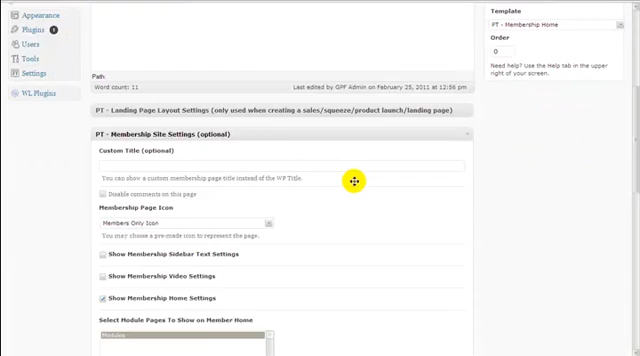 Appearance
Plugins 1
Users
Tools
Settings
WL Plugins
Path:
Word count: 11
Last edited by GPF Admin on February 25, 2011 at 12:56 pm
PT - Landing Page Layout Settings (only used when creating a sales/squeeze/product launch/landing page)
PT - Membership Site Settings (optional)
Custom Title (optional)
You can show a custom membership page title instead of the WP Title.
Disable comments on this page
Membership Page Icon
Members Only Icon
You may choose a pre-made icon to represent the page.
Show Membership Sidebar Text Settings
Show Membership Video Settings
Show Membership Home Settings
Select Module Pages To Show on Member Home
Modules
Template
PT - Membership Home
Order
0
Need help? Use the Help tab in the upper
right of your screen.